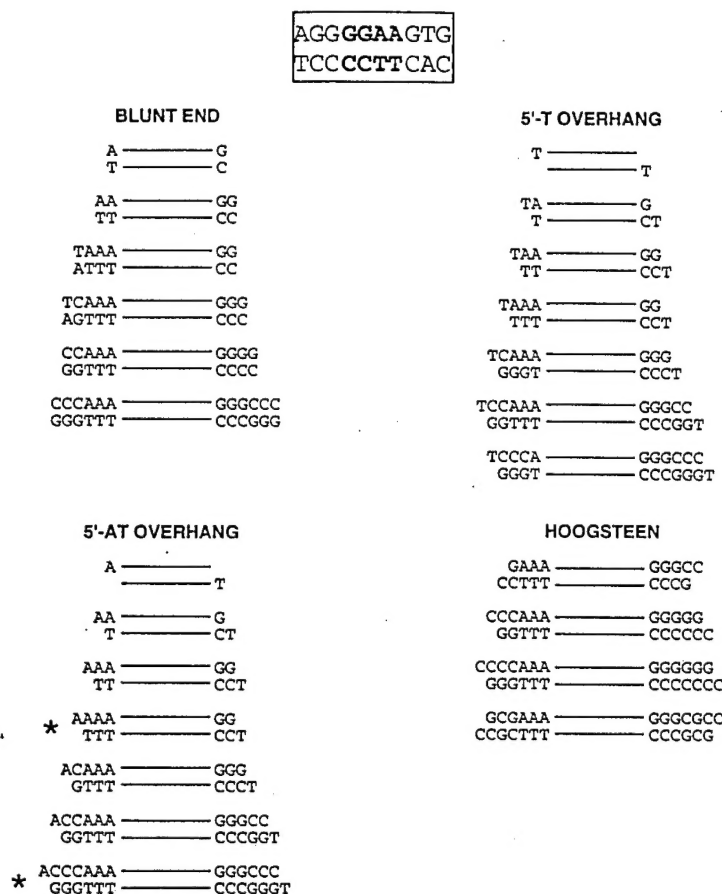 AGGGGAAGTG
TCCCCTTCAC
BLUNT END
A G
T C
AA GG
TT CC
TAAA GG
ATTT CC
TCAAA GGG
AGTTT CCC
CCAAA GGGG
GGTTT CCCC
CCCAAA GGGCCC
GGGTTT CCCGGG
5'-T OVERHANG
T
T
TA G
T CT
TAA GG
TT CCT
TAAA GG
TTT CCT
TCAAA GGG
GGGT CCCT
TCCAAA GGGCC
GGTTT CCCGGT
TCCCA GGGCCC
GGGT CCCGGGT
5'-AT OVERHANG
A
T
AA G
T CT
AAA GG
TT CCT
* AAAA GG
TTT CCT
ACAAA GGG
GTTT CCCT
ACCAAA GGGCC
GGTTT CCCGGT
* ACCCAAA GGGCCC
GGGTTT CCCGGGT
HOOGSTEEN
GAAA GGGCC
CCTTT CCCG
CCCAAA GGGGG
GGTTT CCCCCC
CCCCAAA GGGGGG
GGGTTT CCCCCCC
GCGAAA GGGCGCC
CCGCTTT CCCGCG